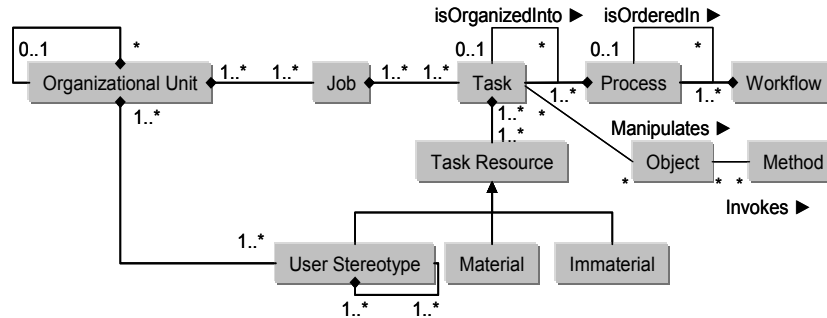 isOrganizedInto ► isOrderedIn ►
0..1 * 0..1 * 0..1 *
Organizational Unit 1..* 1..* Job 1..* 1..* Task 1..* Process 1..* Workflow
1..* 1..* * Manipulates ►
1..*
Task Resource Object Method
* * *
Invokes ►
1..*
User Stereotype Material Immaterial
1..* 1..*